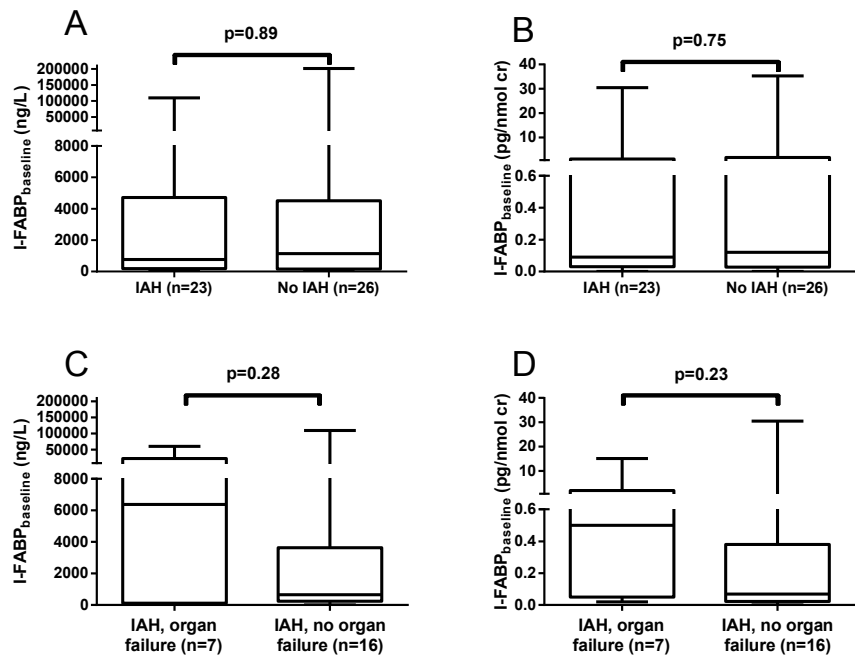 A
p=0.89
I-FABPbaseline (ng/L)
200000
150000
100000
50000
8000
6000
4000
2000
0
IAH (n=23)
No IAH (n=26)
B
p=0.75
I-FABPbaseline (pg/nmol cr)
40
30
20
10
0.6
0.4
0.2
0.0
IAH (n=23)
No IAH (n=26)
C
p=0.28
I-FABPbaseline (ng/L)
200000
150000
100000
50000
8000
6000
4000
2000
0
IAH, organ
failure (n=7)
IAH, no organ
failure (n=16)
D
p=0.23
I-FABPbaseline (pg/nmol cr)
40
30
20
10
0.6
0.4
0.2
0.0
IAH, organ
failure (n=7)
IAH, no organ
failure (n=16)